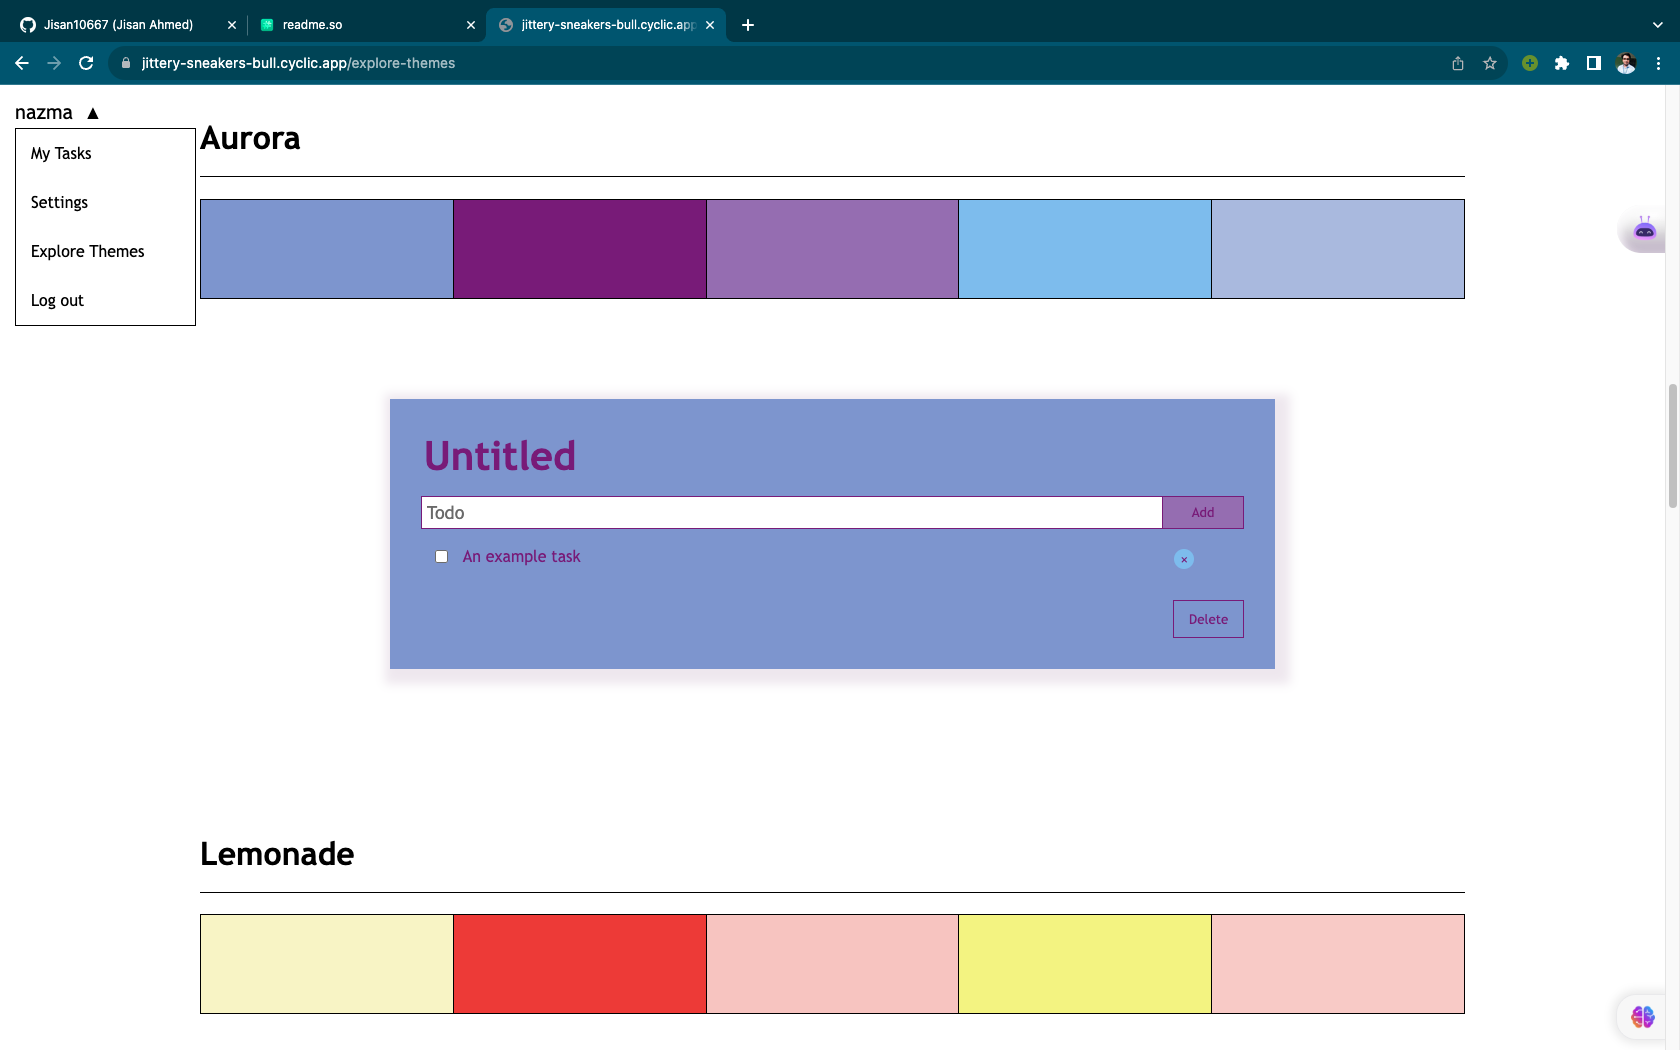 Jisan10667 (Jisan Ahmed)
readme.so
jittery-sneakers-bull.cyclic.app
jittery-sneakers-bull.cyclic.app/explore-themes
nazma ▲
My Tasks
Settings
Explore Themes
Log out
Aurora
Untitled
Todo
Add
An example task
×
Delete
Lemonade